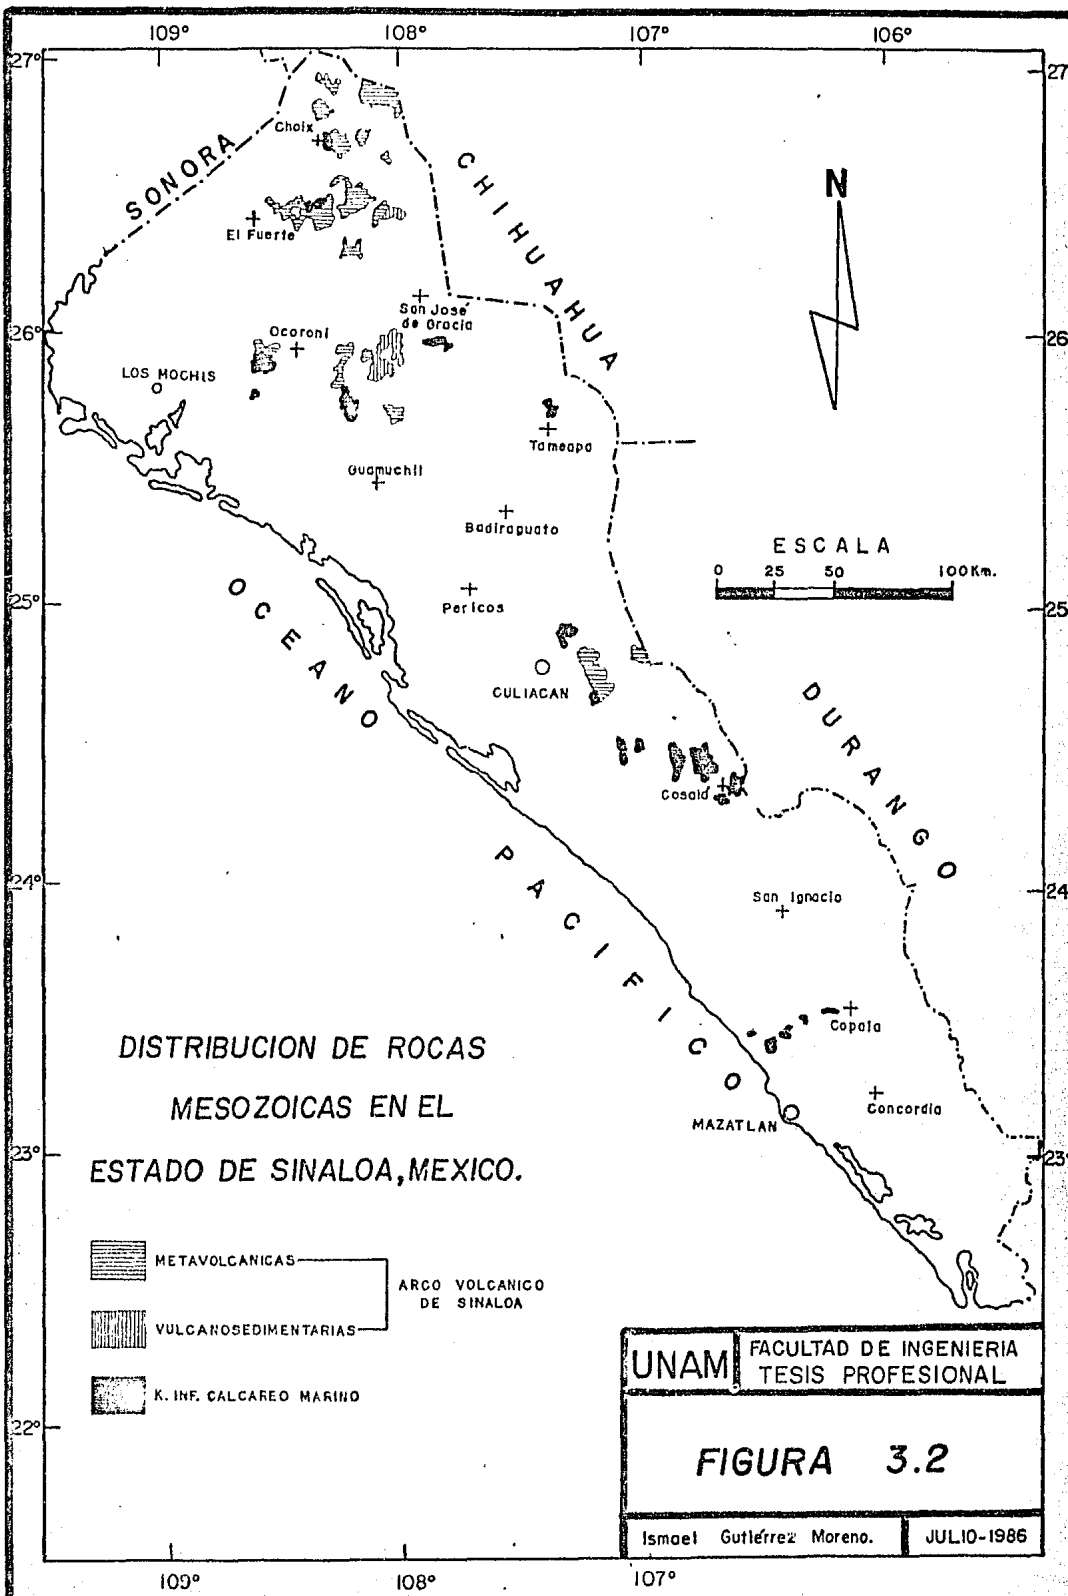 109° 108° 107° 106°
27° 27
SONORA
CHIHUAHUA
Choix
N
El Fuerte
San José
de Gracia
26° 26°
Ocoroni
LOS MOCHIS
Tameapa
Guamuchil
Badiraguato
ESCALA
0 25 50 100Km.
25° 25°
Pericos
OCEANO
CULIACAN
DURANGO
Cosalá
24° 24
PACIFICO
San Ignacio
Copala
Concordia
MAZATLAN
23° 23°
DISTRIBUCION DE ROCAS
MESOZOICAS EN EL
ESTADO DE SINALOA, MEXICO.
METAVOLCANICAS
ARCO VOLCANICO
DE SINALOA
VULCANOSEDIMENTARIAS
K. INF. CALCAREO MARINO
22°
UNAM
FACULTAD DE INGENIERIA
TESIS PROFESIONAL
FIGURA 3.2
Ismael Gutiérrez Moreno.
JULIO-1986
109° 108° 107°